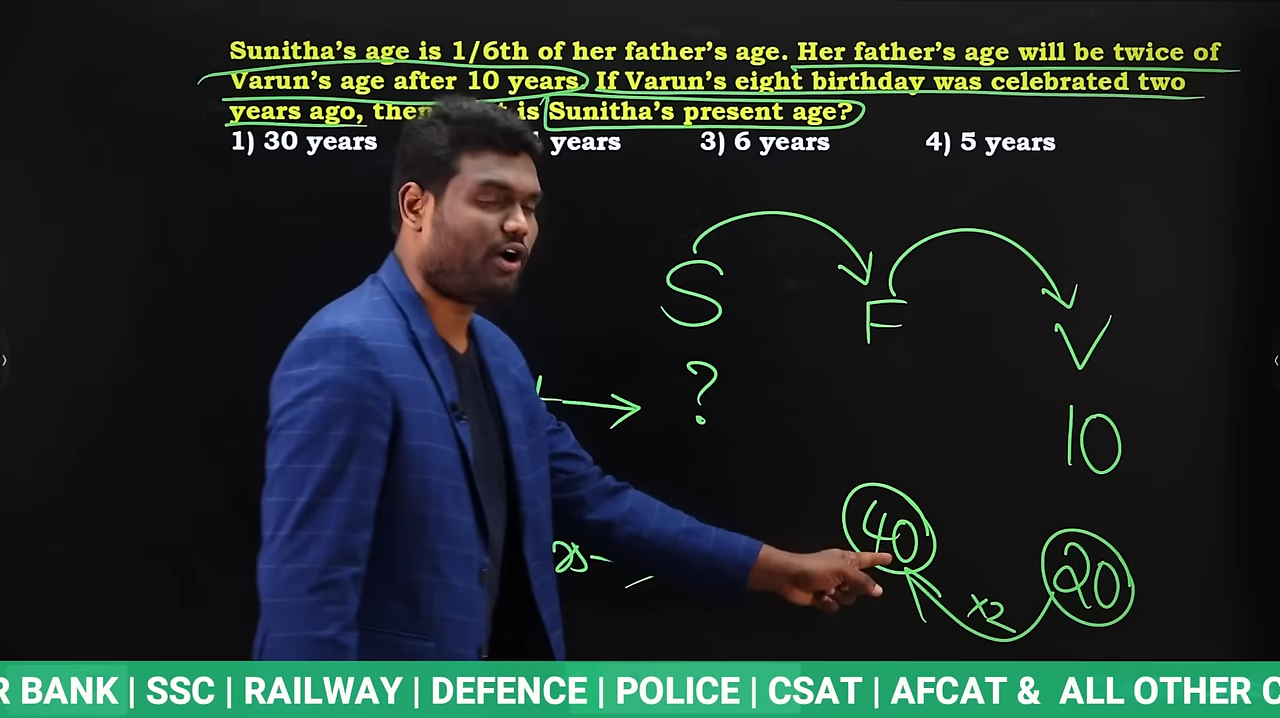 Sunitha's age is 1/6th of her father's age. Her father's age will be twice of
Varun's age after 10 years. If Varun's eight birthday was celebrated two
years ago, then is Sunitha's present age?
1) 30 years years 3) 6 years 4) 5 years
S F V
? 10
40 20
×2
R BANK | SSC | RAILWAY | DEFENCE | POLICE | CSAT | AFCAT & ALL OTHER